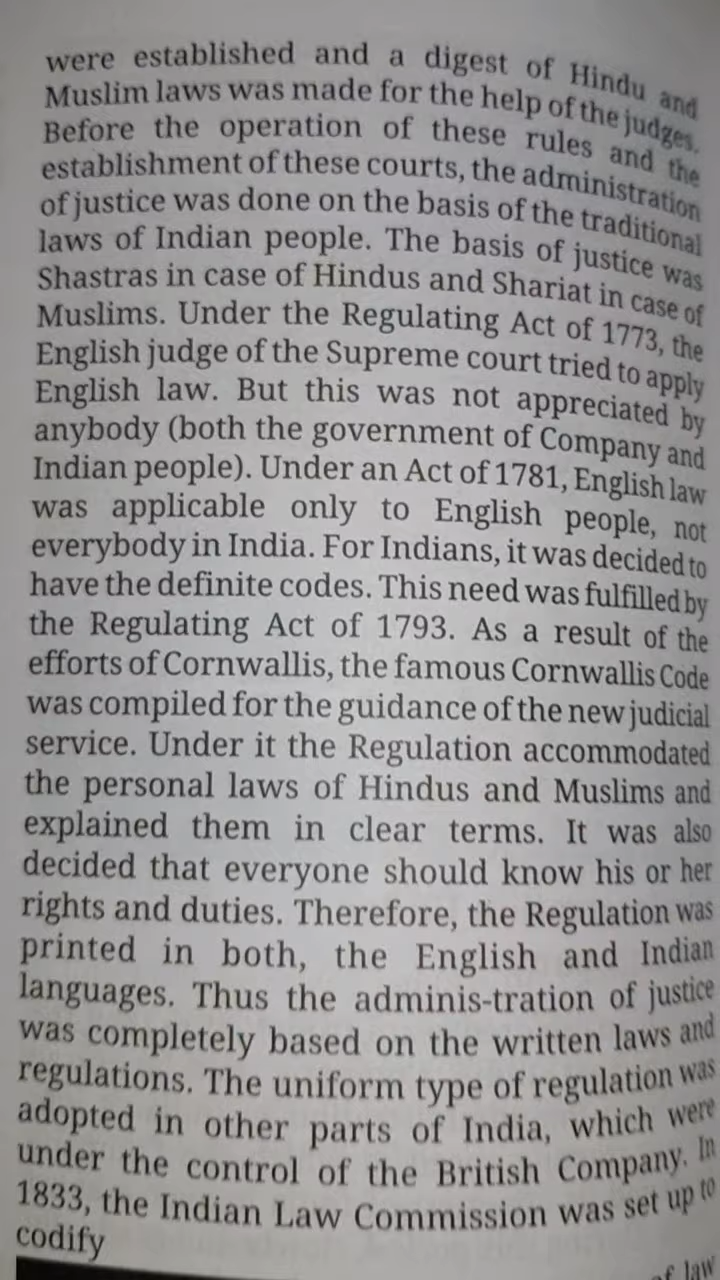 were established and a digest of Hindu and
Muslim laws was made for the help of the judges.
Before the operation of these rules and the
establishment of these courts, the administration
of justice was done on the basis of the traditional
laws of Indian people. The basis of justice was
Shastras in case of Hindus and Shariat in case of
Muslims. Under the Regulating Act of 1773, the
English judge of the Supreme court tried to apply
English law. But this was not appreciated by
anybody (both the government of Company and
Indian people). Under an Act of 1781, English law
was applicable only to English people, not
everybody in India. For Indians, it was decided to
have the definite codes. This need was fulfilled by
the Regulating Act of 1793. As a result of the
efforts of Cornwallis, the famous Cornwallis Code
was compiled for the guidance of the new judicial
service. Under it the Regulation accommodated
the personal laws of Hindus and Muslims and
explained them in clear terms. It was also
decided that everyone should know his or her
rights and duties. Therefore, the Regulation was
printed in both, the English and Indian
languages. Thus the adminis-tration of justice
was completely based on the written laws and
regulations. The uniform type of regulation was
adopted in other parts of India, which were
under the control of the British Company. In
1833, the Indian Law Commission was set up to
codify
law